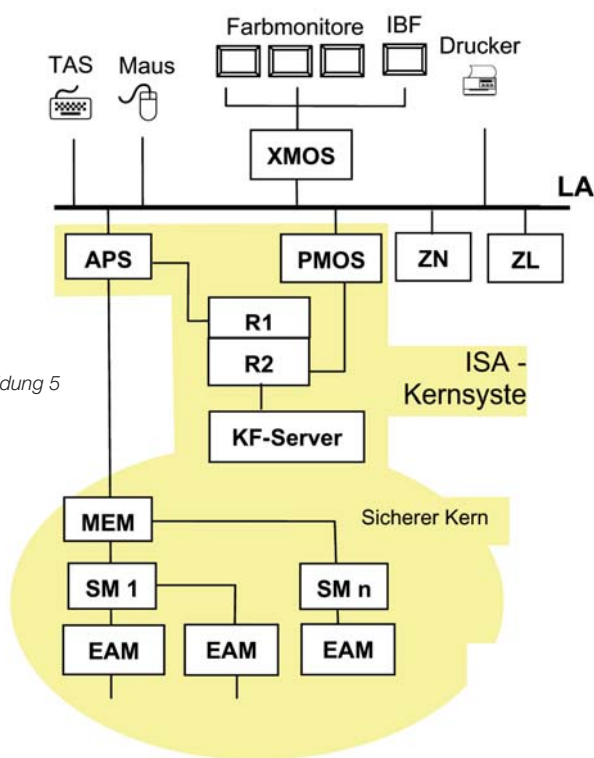 Farbmonitore IBF
Drucker
TAS Maus
XMOS
LA
APS PMOS ZN ZL
R1
R2
ISA -
Kernsyste
dung 5
KF-Server
MEM
Sicherer Kern
SM 1 SM n
EAM EAM EAM